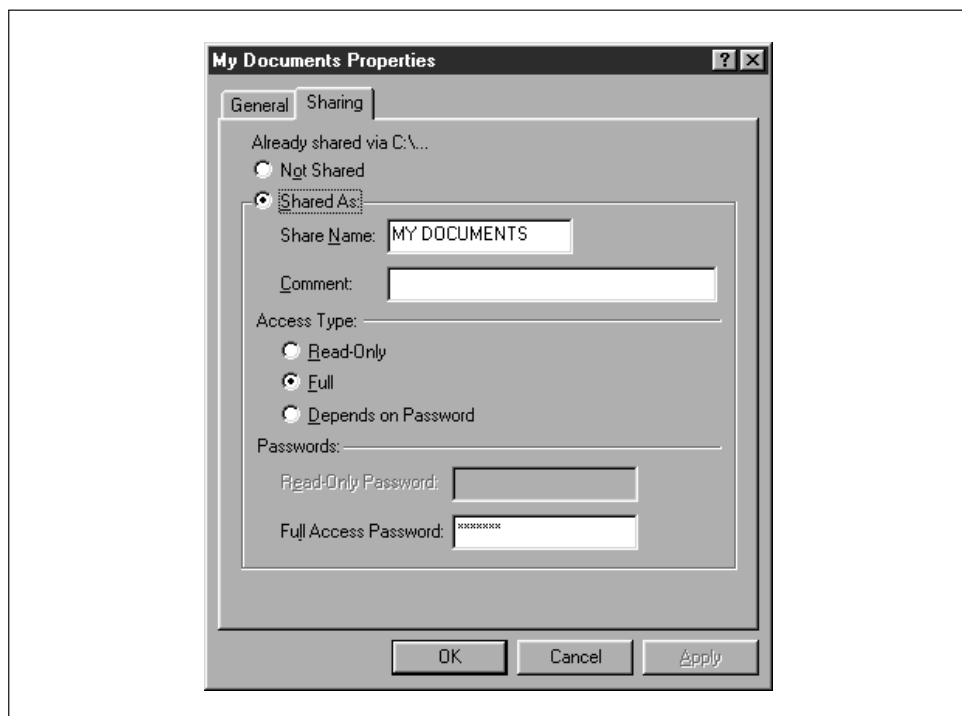 My Documents Properties
General Sharing
Already shared via C:\...
Not Shared
Shared As:
Share Name: MY DOCUMENTS
Comment:
Access Type:
Read-Only
Full
Depends on Password
Passwords:
Read-Only Password:
Full Access Password: *******
OK Cancel Apply